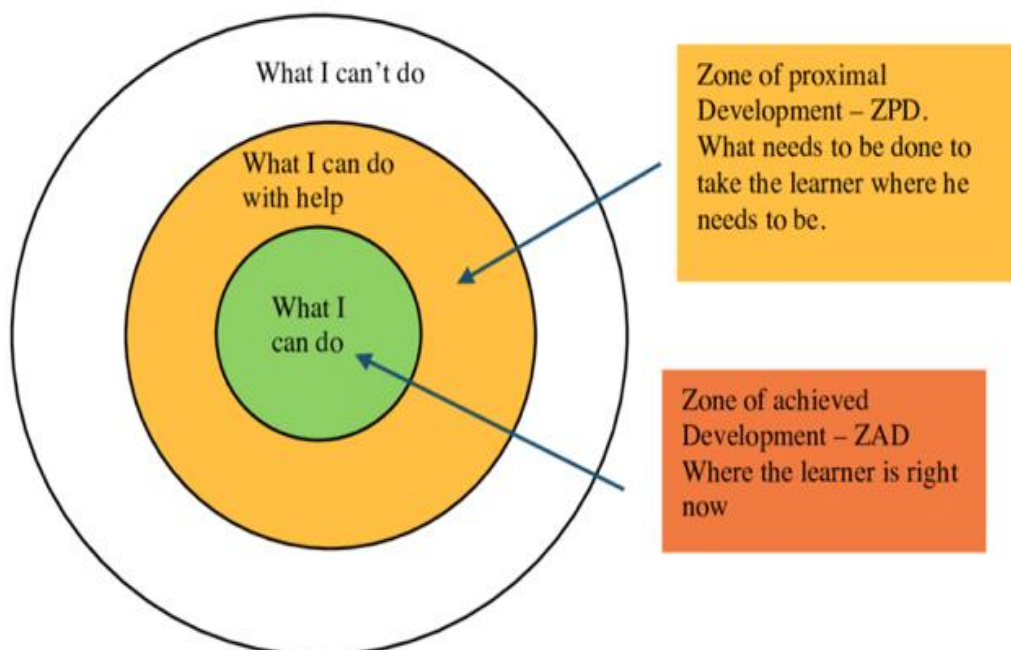 What I can't do
What I can do
with help
What I
can do
Zone of proximal
Development – ZPD.
What needs to be done to
take the learner where he
needs to be.
Zone of achieved
Development – ZAD
Where the learner is right
now